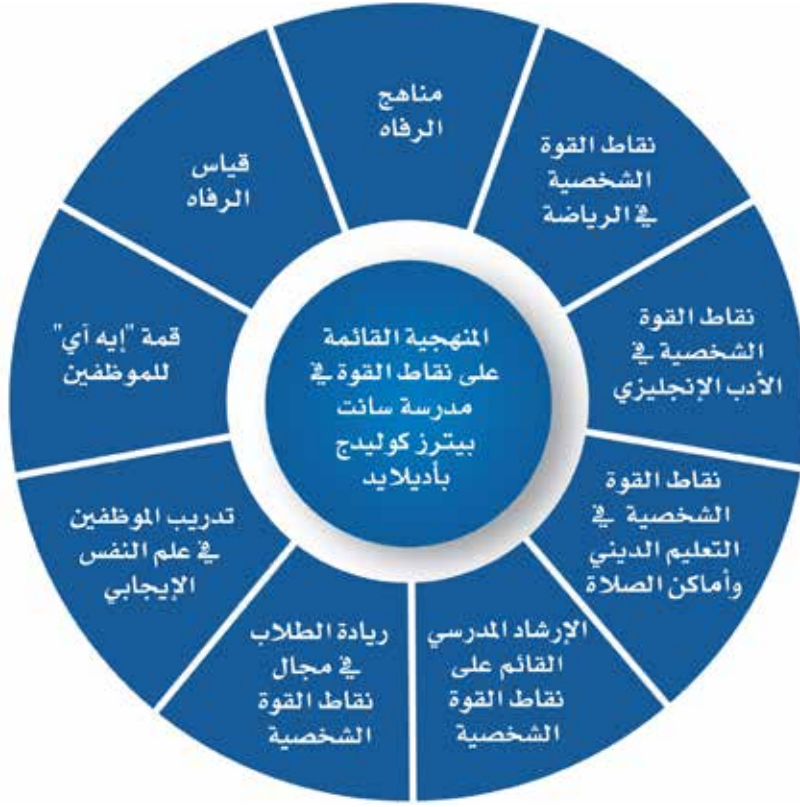 مناهج
الرفاه
نقاط القوة
الشخصية
في الرياضة
نقاط القوة
الشخصية في
الأدب الإنجليزي
نقاط القوة
الشخصية في
التعليم الديني
وأماكن الصلاة
الإرشاد المدرسي
القائم على
نقاط القوة
الشخصية
ريادة الطلاب
في مجال
نقاط القوة
الشخصية
تدريب الموظفين
في علم النفس
الإيجابي
قمة "إيه آي"
للموظفين
قياس
الرفاه
المنهجية القائمة
على نقاط القوة في
مدرسة سانت
بيترز كوليدج
بأديلايد